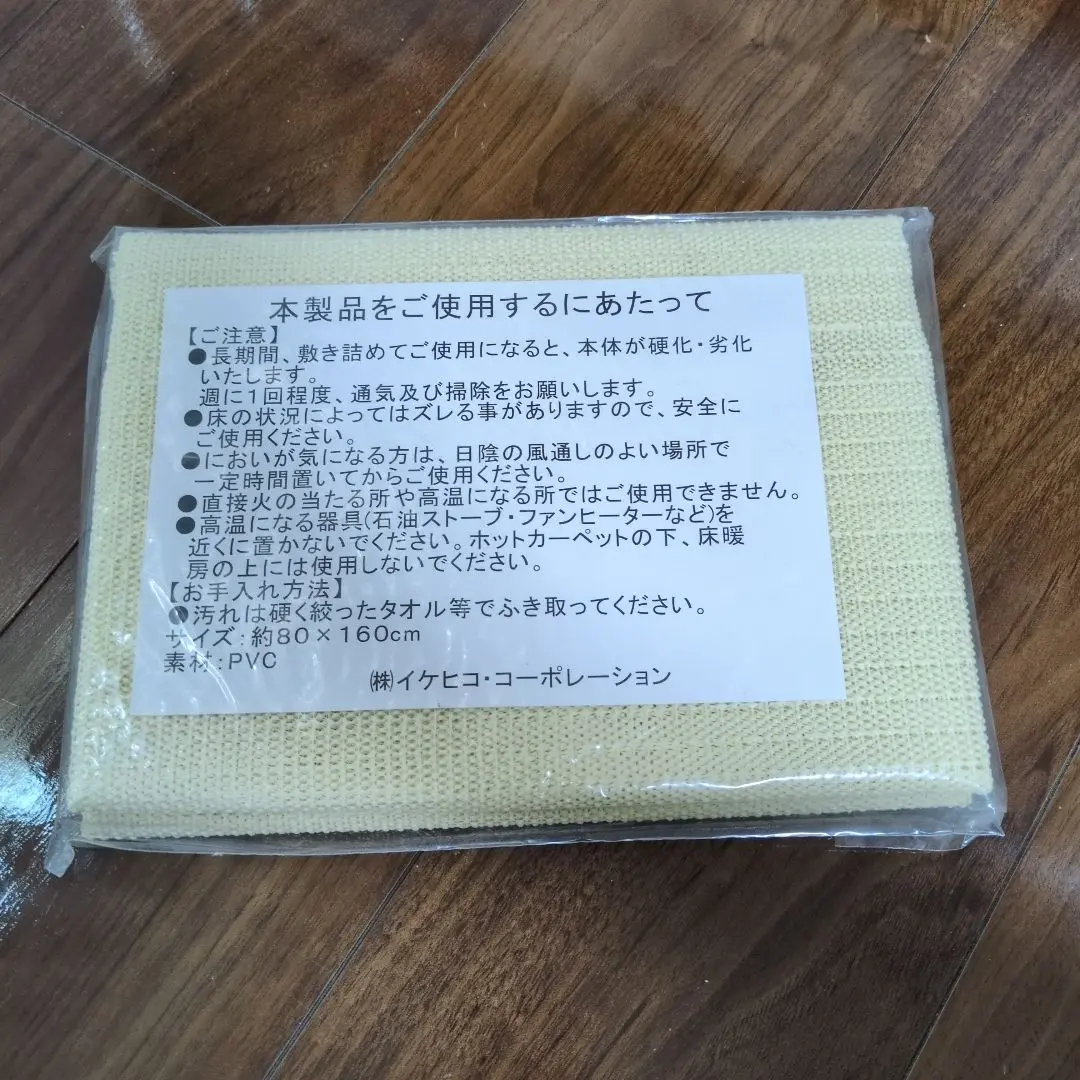 本製品をご使用するにあたって
【ご注意】
●長期間、敷き詰めてご使用になると、本体が硬化・劣化
いたします。
週に1回程度、通気及び掃除をお願いします。
●床の状況によってはズレる事がありますので、安全に
ご使用ください。
●においが気になる方は、日陰の風通しのよい場所で
一定時間置いてからご使用ください。
●直接火の当たる所や高温になる所ではご使用できません。
●高温になる器具(石油ストーブ・ファンヒーターなど)を
近くに置かないでください。ホットカーペットの下、床暖
房の上には使用しないでください。
【お手入れ方法】
●汚れは硬く絞ったタオル等でふき取ってください。
サイズ:約80×160cm
素材:PVC
㈱イケヒコ・コーポレーション